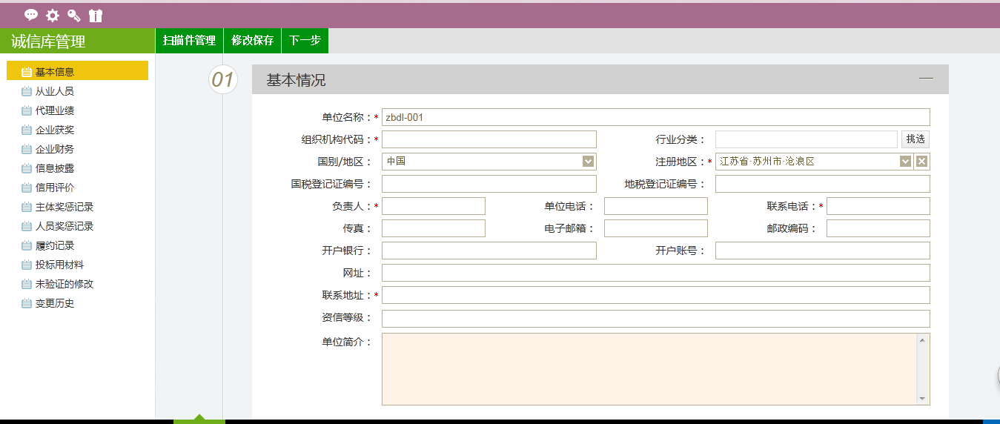 诚信库管理
扫描件管理 修改保存 下一步
基本信息
从业人员
代理业绩
企业获奖
企业财务
信息披露
信用评价
主体奖惩记录
人员奖惩记录
履约记录
投标用材料
未验证的修改
变更历史
01 基本情况
单位名称：* zbdl-001
组织机构代码：* 行业分类： 挑选
国别/地区： 中国 注册地区：* 江苏省·苏州市·沧浪区
国税登记证编号： 地税登记证编号：
负责人：* 单位电话： 联系电话：*
传真： 电子邮箱： 邮政编码：
开户银行： 开户账号：
网址：
联系地址：*
资信等级：
单位简介：